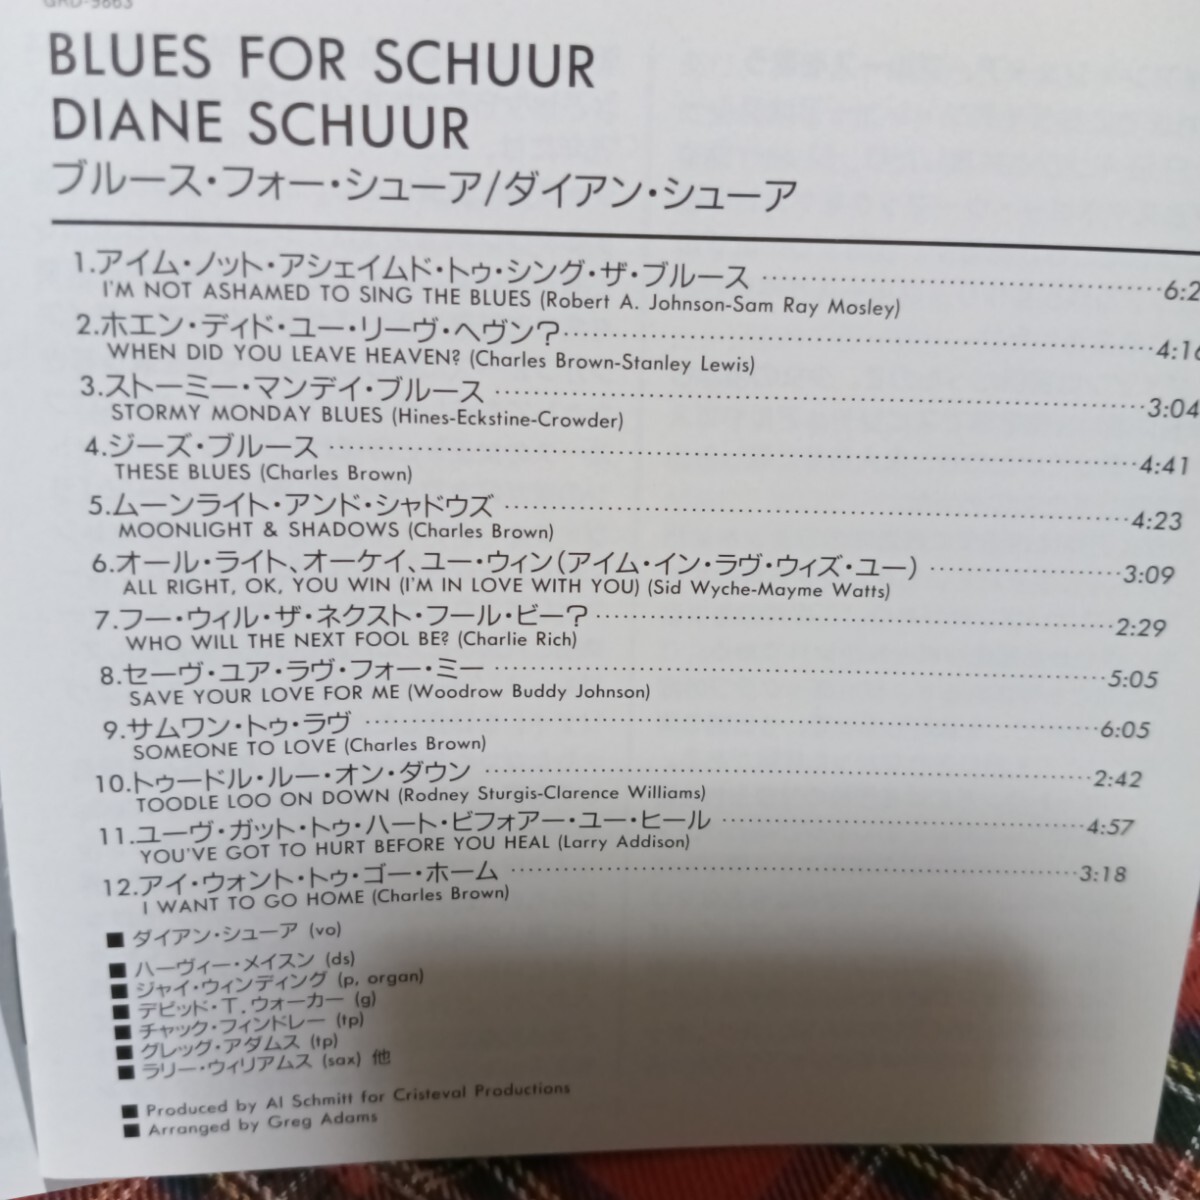 BLUES FOR SCHUUR
DIANE SCHUUR
ブルース・フォー・シューア/ダイアン・シューア
1.アイム・ノット・アシェイムド・トゥ・シング・ザ・ブルース
I'M NOT ASHAMED TO SING THE BLUES (Robert A. Johnson-Sam Ray Mosley)
2.ホエン・ディド・ユー・リーヴ・ヘヴン? 4:16
WHEN DID YOU LEAVE HEAVEN? (Charles Brown-Stanley Lewis)
3.ストーミー・マンデイ・ブルース 3:04
STORMY MONDAY BLUES (Hines-Eckstine-Crowder)
4.ジーズ・ブルース 4:41
THESE BLUES (Charles Brown)
5.ムーンライト・アンド・シャドウズ 4:23
MOONLIGHT & SHADOWS (Charles Brown)
6.オール・ライト、オーケイ、ユー・ウィン(アイム・イン・ラヴ・ウィズ・ユー) 3:09
ALL RIGHT, OK, YOU WIN (I'M IN LOVE WITH YOU) (Sid Wyche-Mayme Watts)
7.フー・ウィル・ザ・ネクスト・フール・ビー? 2:29
WHO WILL THE NEXT FOOL BE? (Charlie Rich)
8.セーヴ・ユア・ラヴ・フォー・ミー 5:05
SAVE YOUR LOVE FOR ME (Woodrow Buddy Johnson)
9.サムワン・トゥ・ラヴ 6:05
SOMEONE TO LOVE (Charles Brown)
10.トゥードル・ルー・オン・ダウン 2:42
TOODLE LOO ON DOWN (Rodney Sturgis-Clarence Williams)
11.ユーヴ・ガット・トゥ・ハート・ビフォアー・ユー・ヒール 4:57
YOU'VE GOT TO HURT BEFORE YOU HEAL (Larry Addison)
12.アイ・ウォント・トゥ・ゴー・ホーム 3:18
I WANT TO GO HOME (Charles Brown)
■ ダイアン・シューア (vo)
■ ハーヴィー・メイスン (ds)
■ ジャイ・ウィンディング (p, organ)
■ デビッド・T.ウォーカー (g)
■ チャック・フィンドレー (tp)
■ グレッグ・アダムス (tp)
■ ラリー・ウィリアムス (sax) 他
■ Produced by Al Schmitt for Cristeval Productions
■ Arranged by Greg Adams